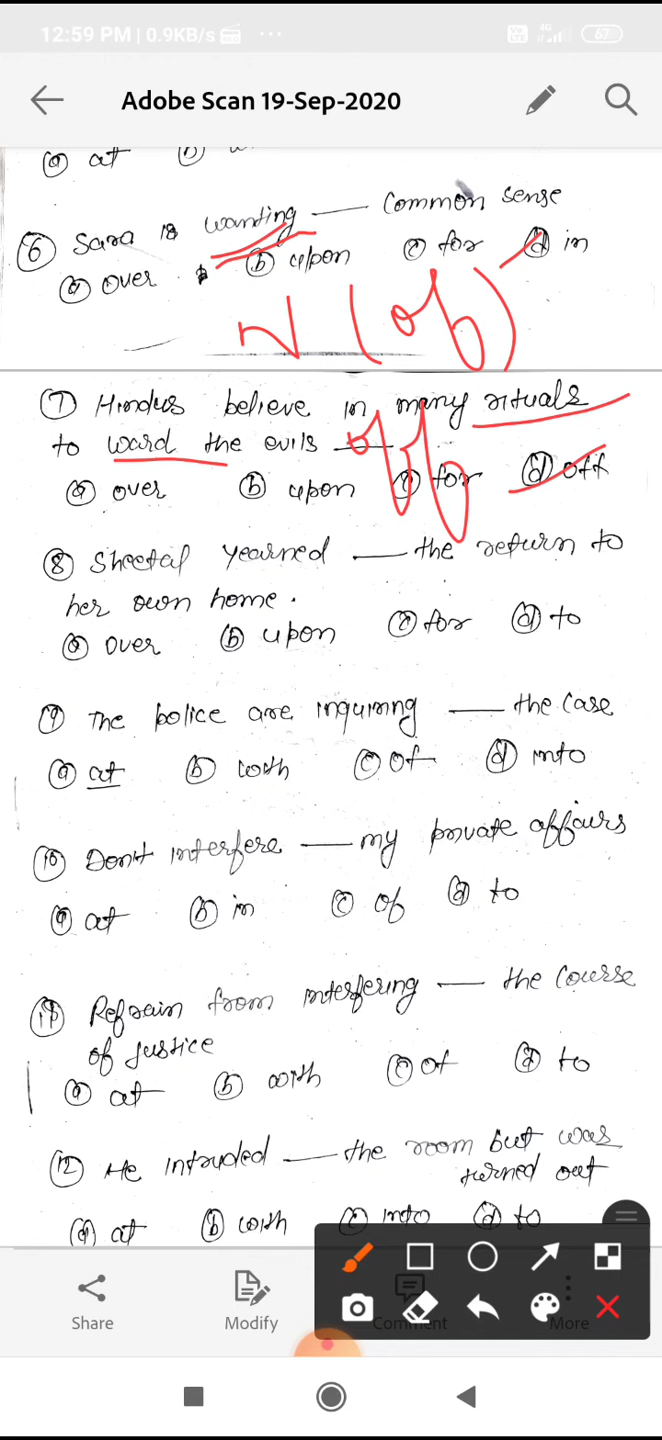 12:59 PM | 0.9KB/s ...
4G 67
Adobe Scan 19-Sep-2020
(a) at (b)
(6) Sara is wanting — Common sense
(a) over (b) upon (c) for (d) in
N (of)
(7) Hindus believe in many rituals
to ward the evils — off
(a) over (b) upon (c) for (d) off
(8) Sheetal yearned — the return to
her own home.
(a) over (b) upon (c) for (d) to
(9) The police are inquiring — the case
(a) at (b) with (c) of (d) into
(10) Don't interfere — my private affairs
(a) at (b) in (c) of (d) to
(11) Refrain from interfering — the course
of justice
(a) at (b) with (c) of (d) to
(12) He intruded — the room but was
turned out
(a) at (b) with (c) into (d) to
Share Modify Comment More